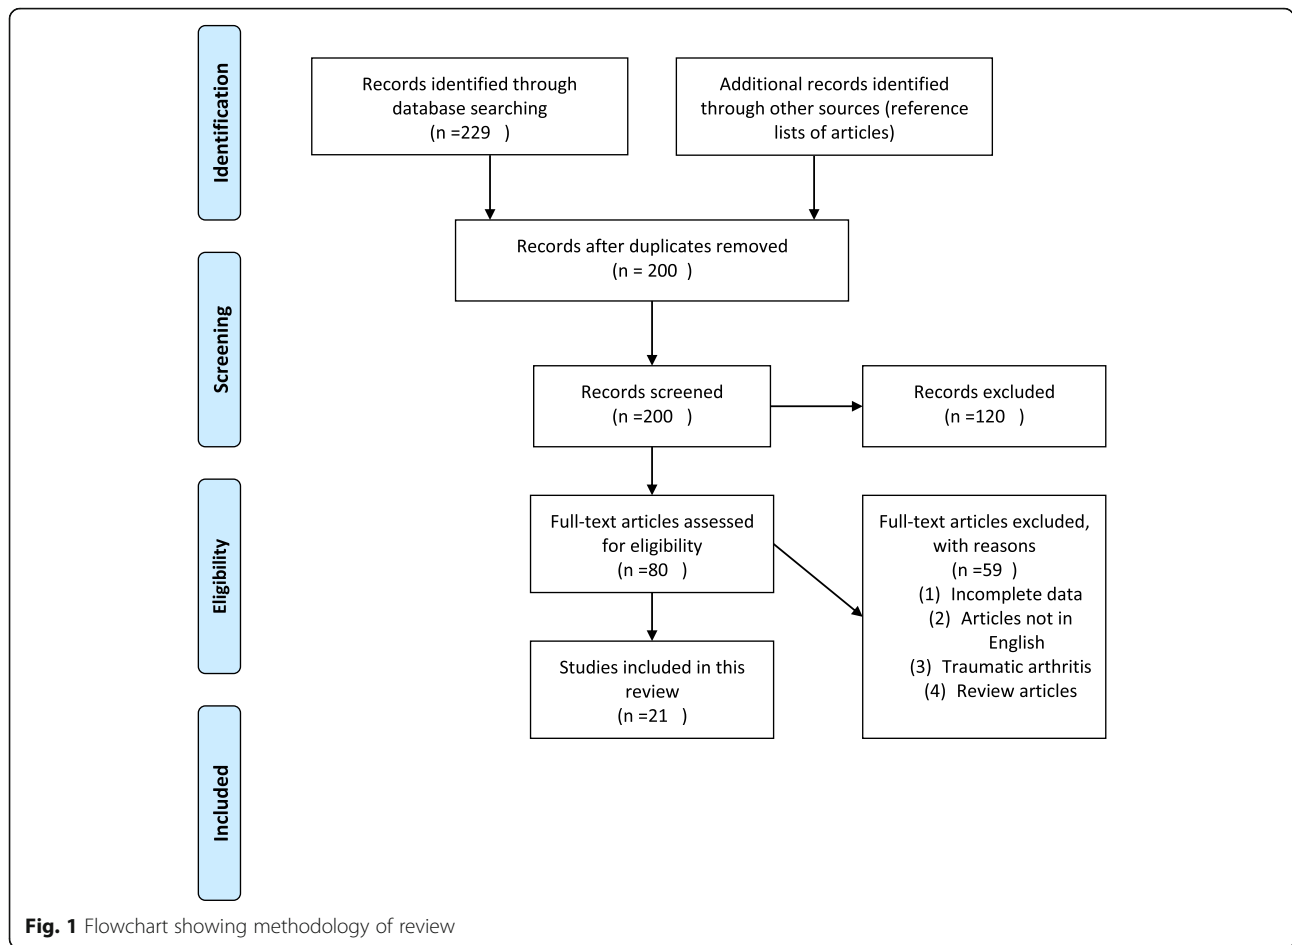 Identification
Records identified through
database searching
(n =229 )
Additional records identified
through other sources (reference
lists of articles)
Records after duplicates removed
(n = 200 )
Screening
Records screened
(n =200 )
Records excluded
(n =120 )
Eligibility
Full-text articles assessed
for eligibility
(n =80 )
Full-text articles excluded,
with reasons
(n =59 )
(1) Incomplete data
(2) Articles not in
English
(3) Traumatic arthritis
(4) Review articles
Studies included in this
review
(n =21 )
Included
Fig. 1 Flowchart showing methodology of review